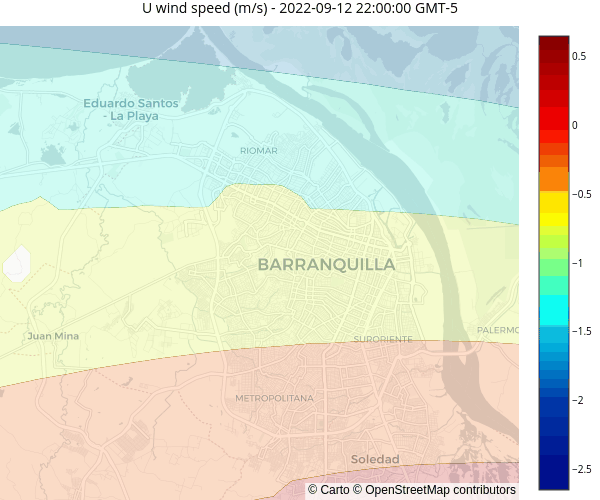 U wind speed (m/s) - 2022-09-12 22:00:00 GMT-5
0.5
Eduardo Santos
- La Playa
0
RIOMAR
−0.5
BARRANQUILLA
−1
PALERMO
Juan Mina
SURORIENTE
−1.5
METROPOLITANA
−2
Soledad
−2.5
© Carto © OpenStreetMap contributors